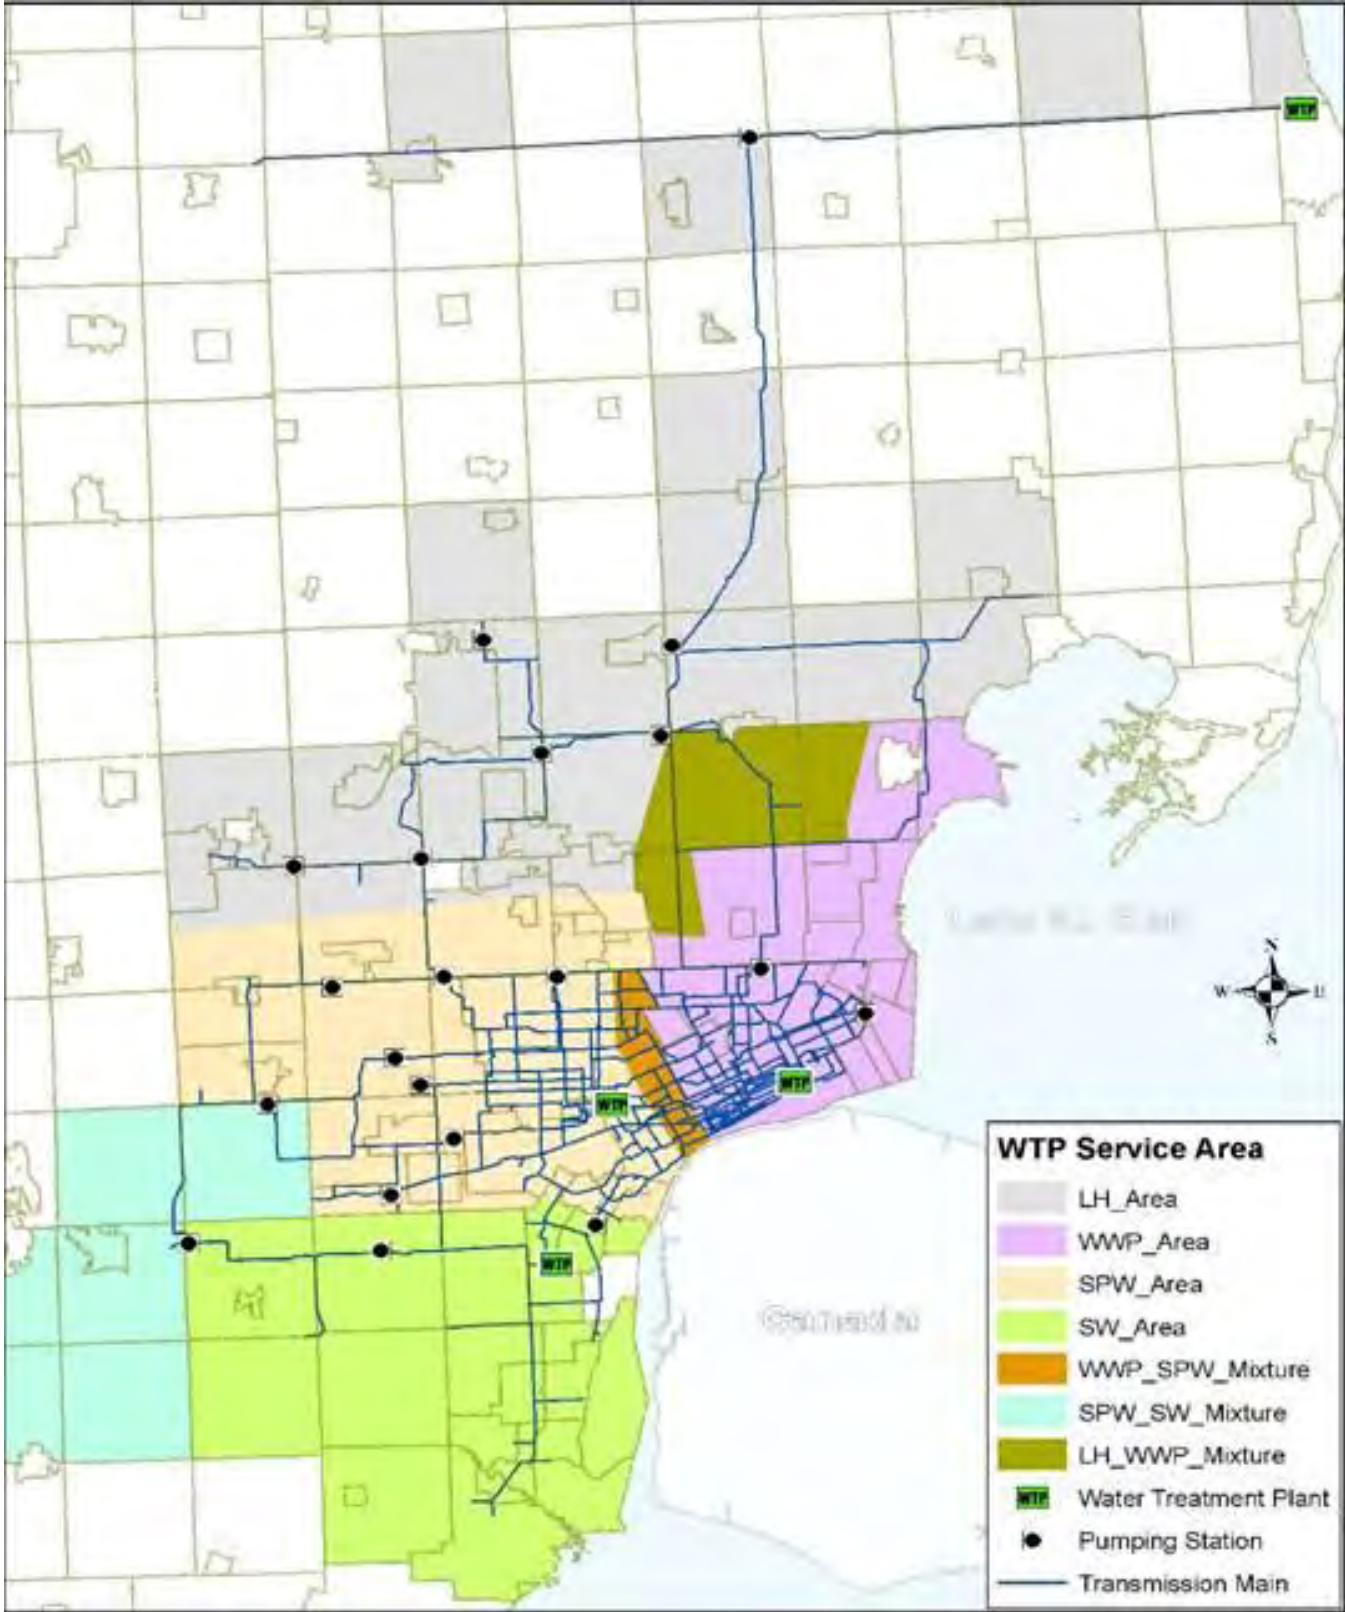 WTP
N
W
E
S
WTP
WTP
WTP
Canada
WTP Service Area
LH_Area
WWP_Area
SPW_Area
SW_Area
WWP_SPW_Mixture
SPW_SW_Mixture
LH_WWP_Mixture
WTP Water Treatment Plant
Pumping Station
Transmission Main